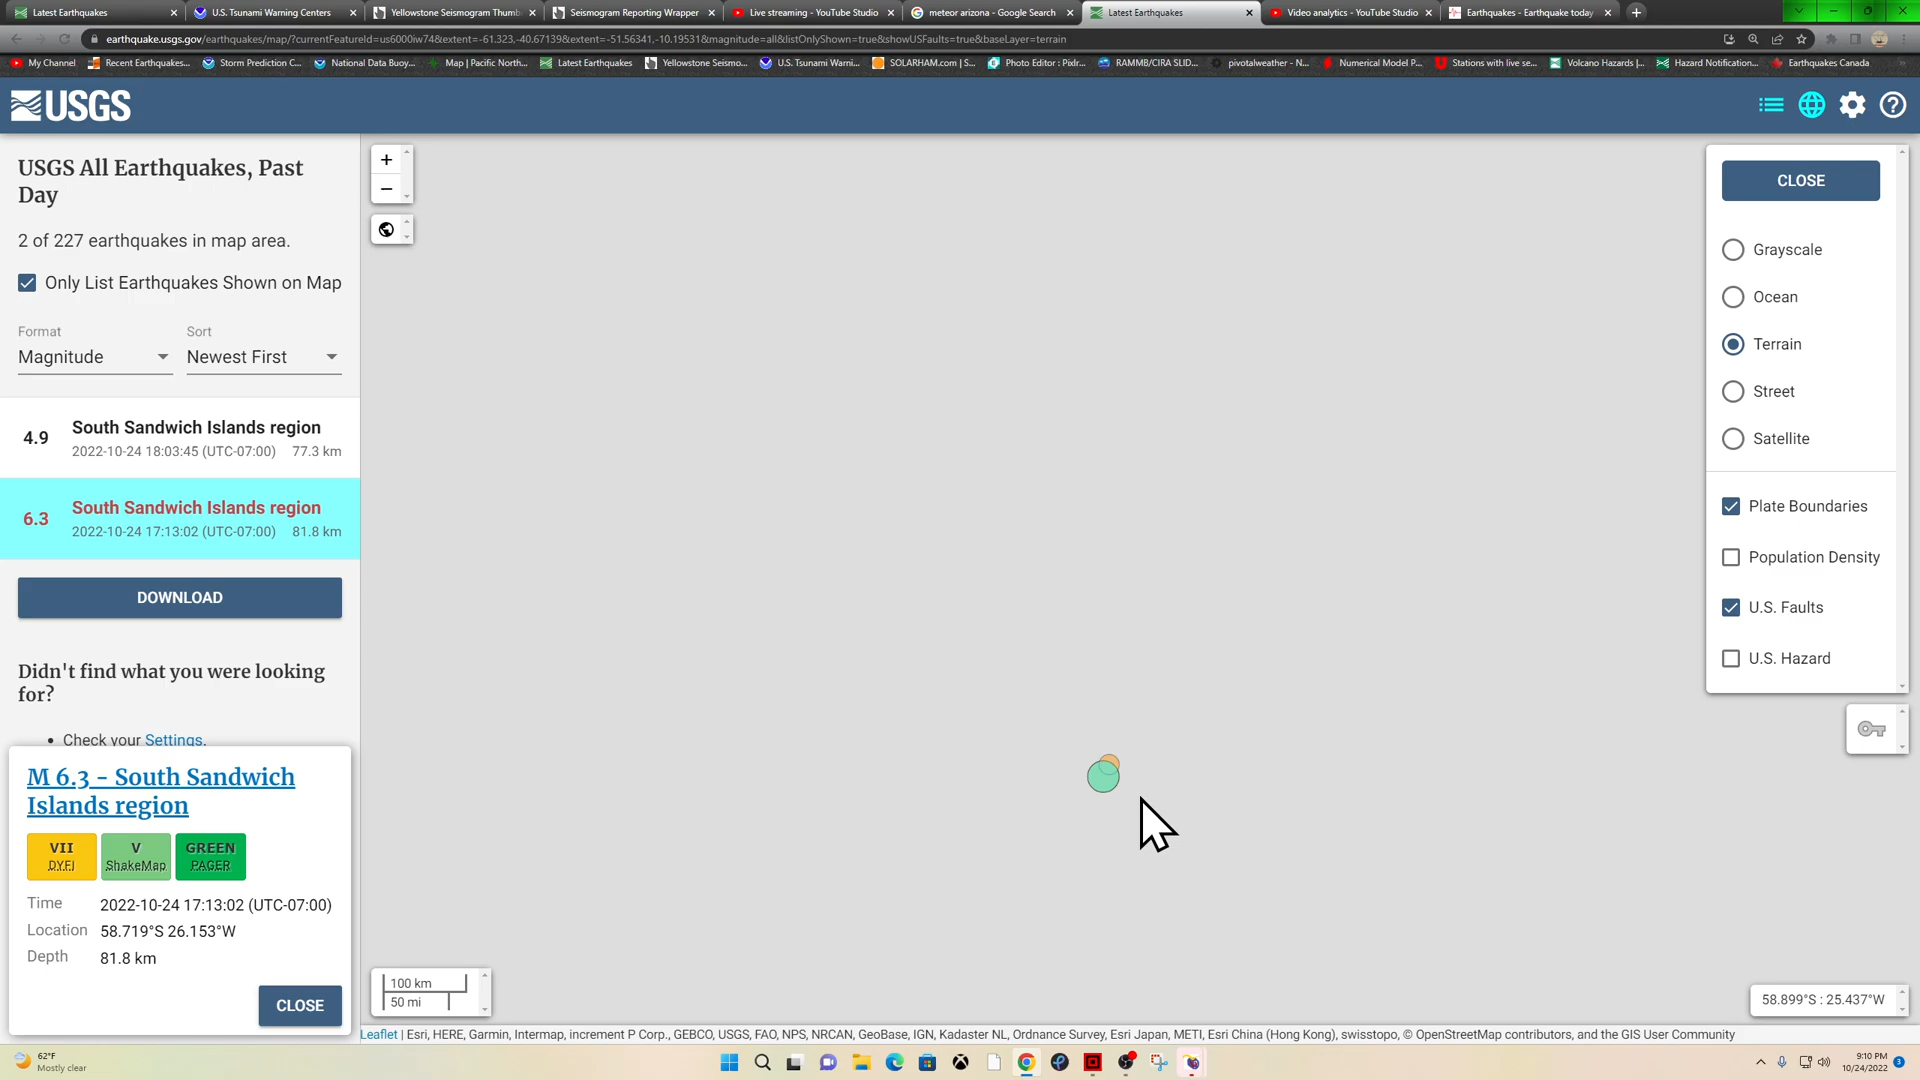 Latest Earthquakes
U.S. Tsunami Warning Centers
Yellowstone Seismogram Thumb
Seismogram Reporting Wrapper
Live streaming - YouTube Studio
meteor arizona - Google Search
Latest Earthquakes
Video analytics - YouTube Studio
Earthquakes - Earthquake today
earthquake.usgs.gov/earthquakes/map/?currentFeatureId=us6000iw74&extent=-61.323,-40.67139&extent=-51.56341,-10.19531&magnitude=all&listOnlyShown=true&showUSFaults=true&baseLayer=terrain
My Channel
Recent Earthquakes...
Storm Prediction C...
National Data Buoy...
Map | Pacific North...
Latest Earthquakes
Yellowstone Seismo...
U.S. Tsunami Warni...
SOLARHAM.com | S...
Photo Editor : Pixlr...
RAMMB/CIRA SLID...
pivotalweather - N...
Numerical Model P...
Stations with live se...
Volcano Hazards |...
Hazard Notification...
Earthquakes Canada
USGS
USGS All Earthquakes, Past
Day
2 of 227 earthquakes in map area.
Only List Earthquakes Shown on Map
Format
Sort
Magnitude
Newest First
4.9
South Sandwich Islands region
2022-10-24 18:03:45 (UTC-07:00) 77.3 km
6.3
South Sandwich Islands region
2022-10-24 17:13:02 (UTC-07:00) 81.8 km
DOWNLOAD
Didn't find what you were looking
for?
• Check your Settings.
M 6.3 - South Sandwich
Islands region
VII
DYFI
V
ShakeMap
GREEN
PAGER
Time 2022-10-24 17:13:02 (UTC-07:00)
Location 58.719°S 26.153°W
Depth 81.8 km
CLOSE
+
−
CLOSE
Grayscale
Ocean
Terrain
Street
Satellite
Plate Boundaries
Population Density
U.S. Faults
U.S. Hazard
100 km
50 mi
58.899°S : 25.437°W
Leaflet | Esri, HERE, Garmin, Intermap, increment P Corp., GEBCO, USGS, FAO, NPS, NRCAN, GeoBase, IGN, Kadaster NL, Ordnance Survey, Esri Japan, METI, Esri China (Hong Kong), swisstopo, © OpenStreetMap contributors, and the GIS User Community
62°F
Mostly clear
9:10 PM
10/24/2022
3